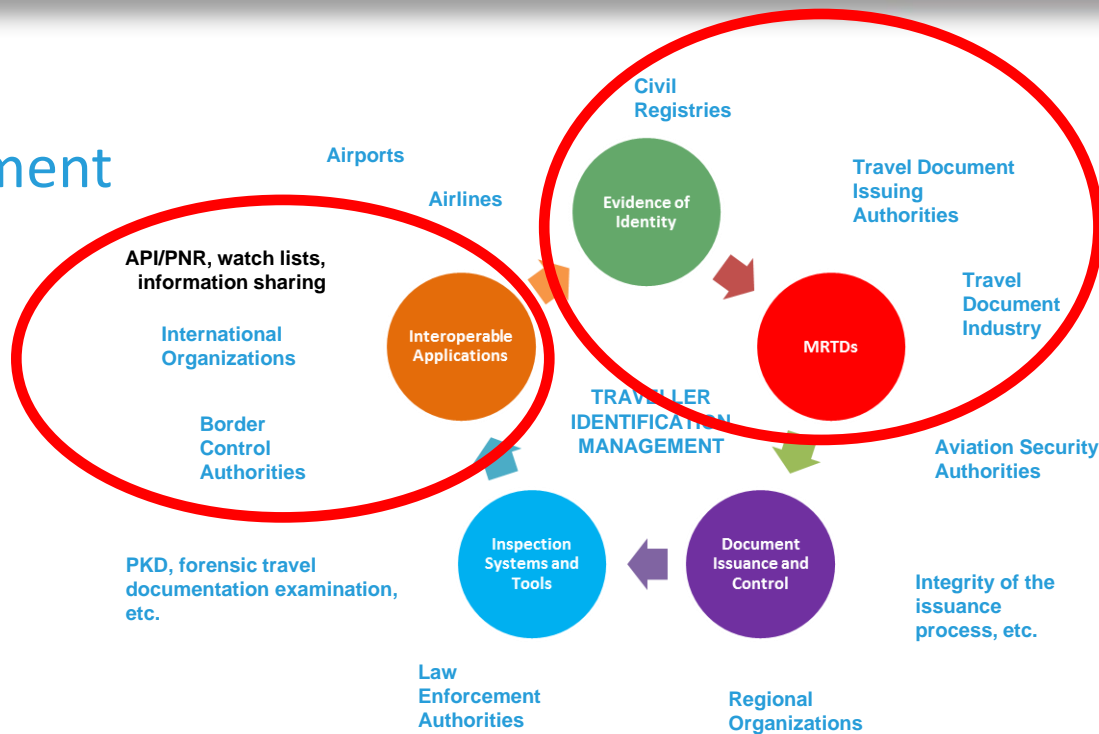 ment
Airports
Airlines
Civil
Registries
Evidence of
Identity
Travel Document
Issuing
Authorities
API/PNR, watch lists,
information sharing
Travel
Document
Industry
International
Organizations
Interoperable
Applications
MRTDs
TRAVELLER
IDENTIFICATION
MANAGEMENT
Border
Control
Authorities
Aviation Security
Authorities
Inspection
Systems and
Tools
Document
Issuance and
Control
PKD, forensic travel
documentation examination,
etc.
Integrity of the
issuance
process, etc.
Law
Enforcement
Authorities
Regional
Organizations